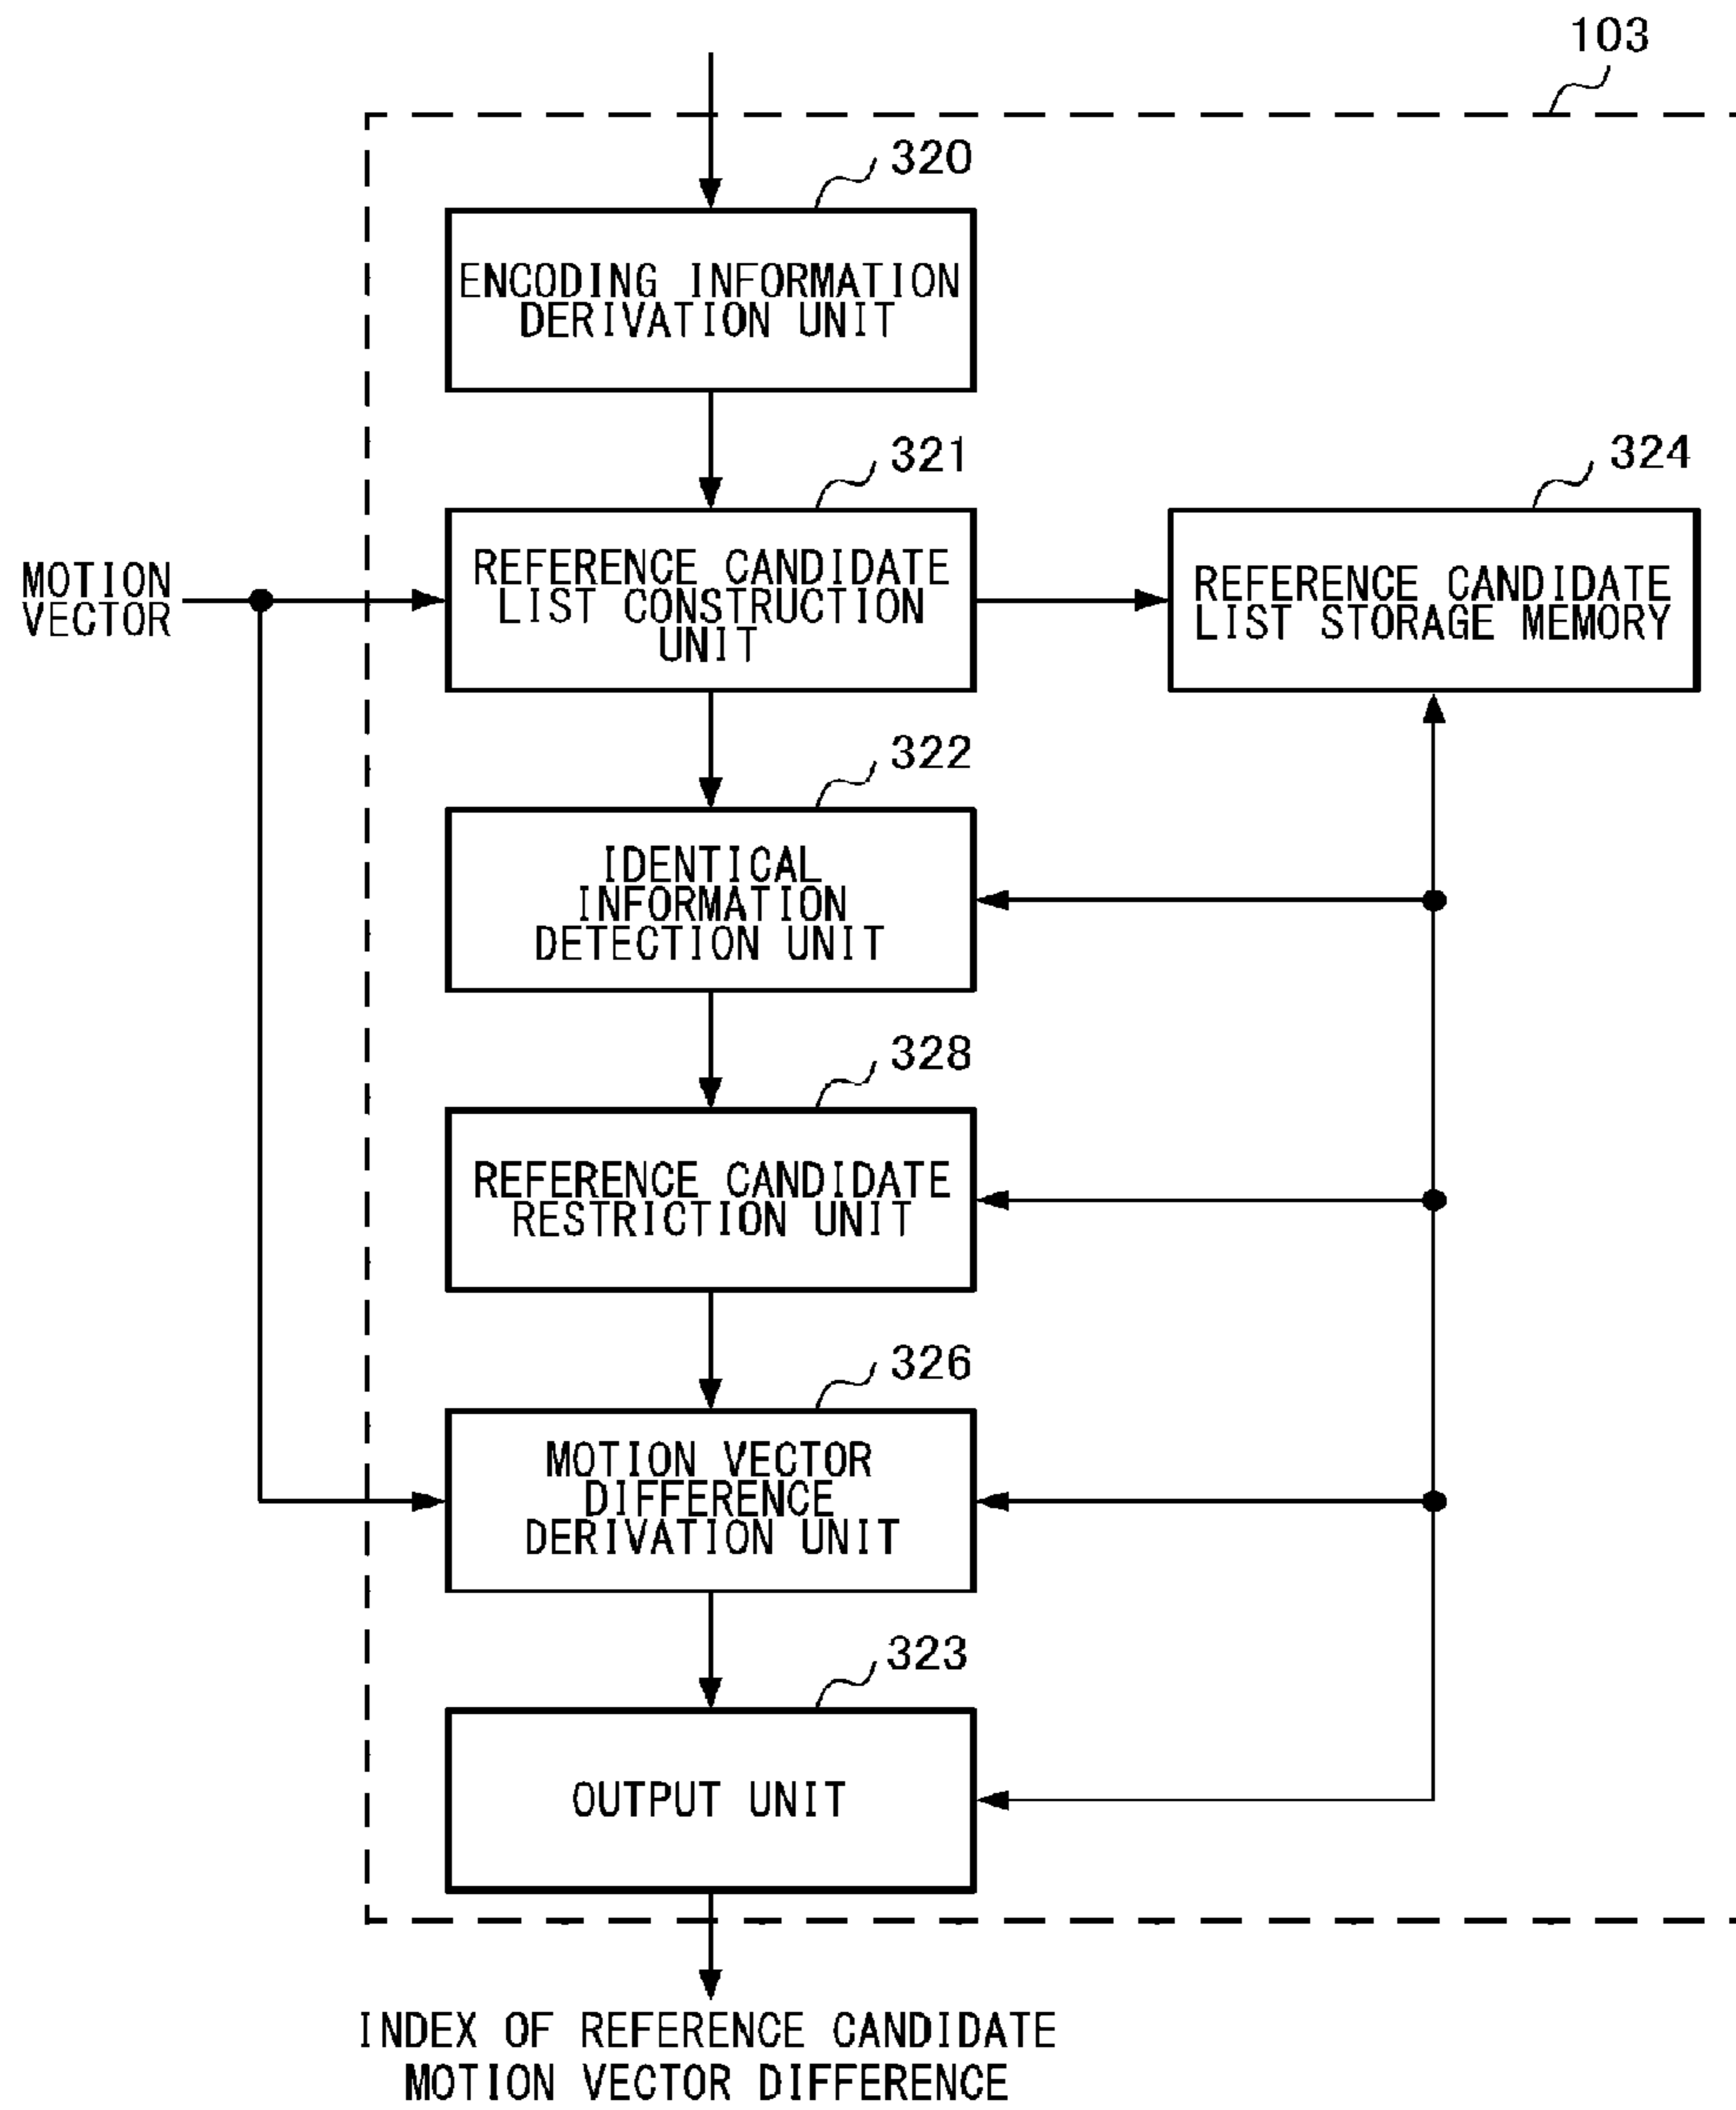 103
320
ENCODING INFORMATION
DERIVATION UNIT
321
324
MOTION
VECTOR
REFERENCE CANDIDATE
LIST CONSTRUCTION
UNIT
REFERENCE CANDIDATE
LIST STORAGE MEMORY
322
IDENTICAL
INFORMATION
DETECTION UNIT
328
REFERENCE CANDIDATE
RESTRICTION UNIT
326
MOTION VECTOR
DIFFERENCE
DERIVATION UNIT
323
OUTPUT UNIT
INDEX OF REFERENCE CANDIDATE
MOTION VECTOR DIFFERENCE